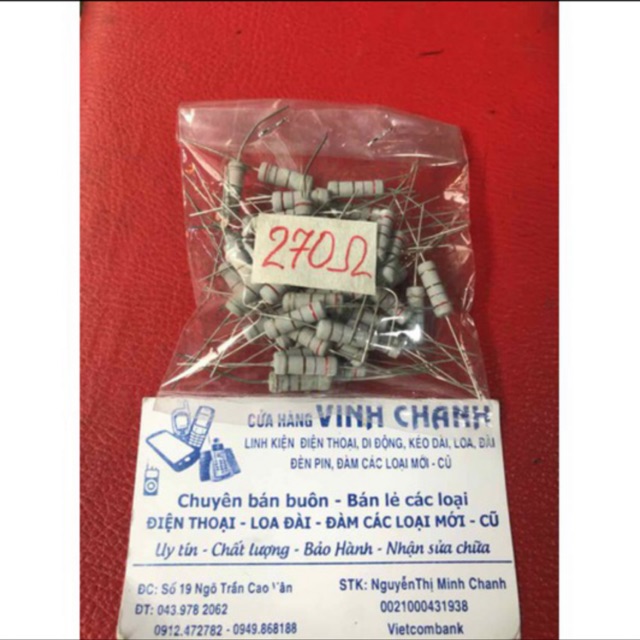 270Ω
CỬA HÀNG VINH CHANH
LINH KIỆN ĐIỆN THOẠI, DI ĐỘNG, KÉO DÀI, LOA, ĐÀI
ĐÈN PIN, ĐÀM CÁC LOẠI MỚI - CŨ
Chuyên bán buôn - Bán lẻ các loại
ĐIỆN THOẠI - LOA ĐÀI - ĐÀM CÁC LOẠI MỚI - CŨ
Uy tín - Chất lượng - Bảo Hành - Nhận sửa chữa
ĐC: Số 19 Ngõ Trần Cao Vân
ĐT: 043.978 2062
0912.472782 - 0949.868188
STK: NguyễnThị Minh Chanh
0021000431938
Vietcombank